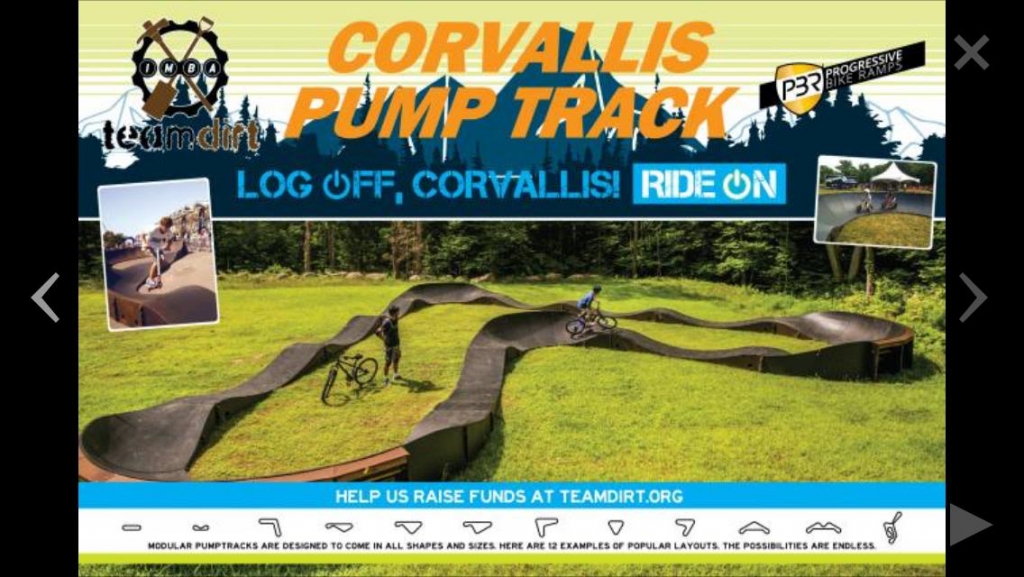 CORVALLIS
PUMP TRACK
IMBA
team dirt
PBR PROGRESSIVE
BIKE RAMPS
LOG OFF, CORVALLIS! RIDE ON
HELP US RAISE FUNDS AT TEAMDIRT.ORG
MODULAR PUMPTRACKS ARE DESIGNED TO COME IN ALL SHAPES AND SIZES. HERE ARE 12 EXAMPLES OF POPULAR LAYOUTS. THE POSSIBILITIES ARE ENDLESS.